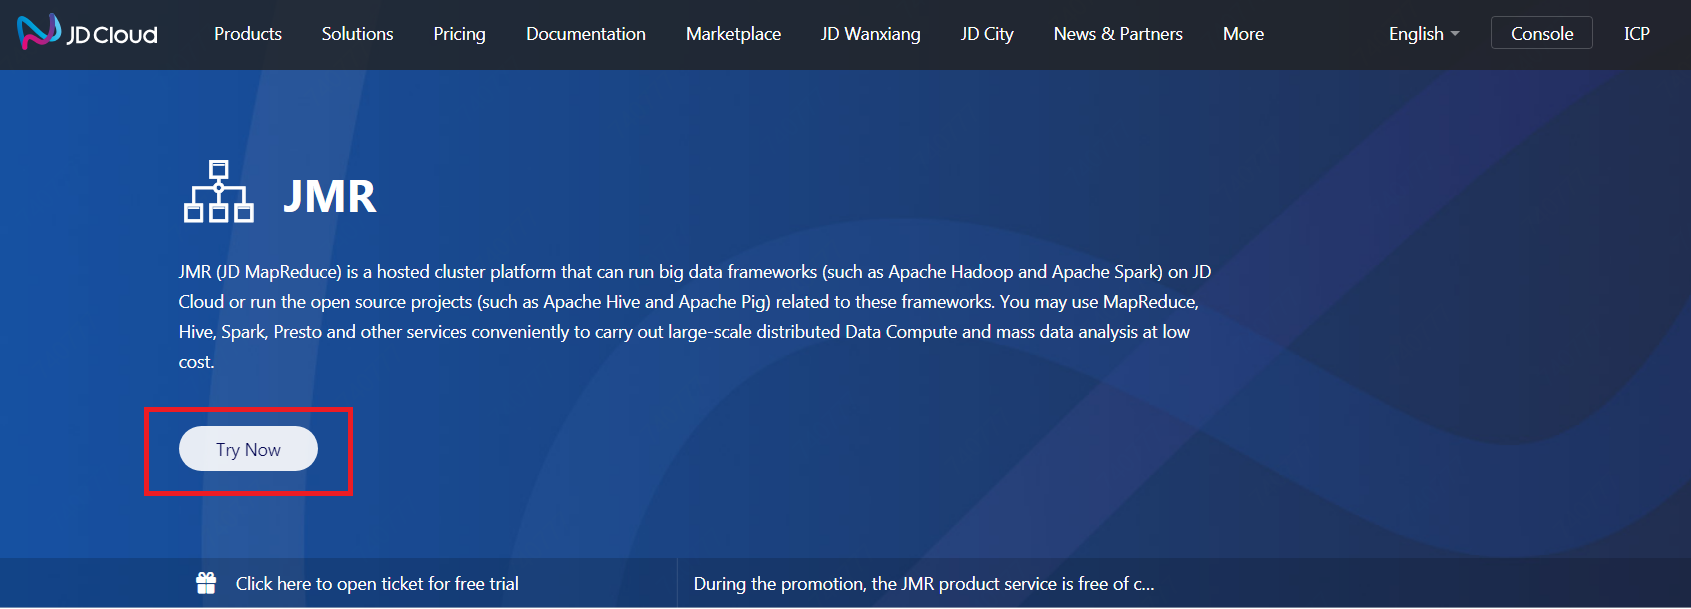 JD Cloud
Products Solutions Pricing Documentation Marketplace JD Wanxiang JD City News & Partners More English Console ICP
JMR
JMR (JD MapReduce) is a hosted cluster platform that can run big data frameworks (such as Apache Hadoop and Apache Spark) on JD
Cloud or run the open source projects (such as Apache Hive and Apache Pig) related to these frameworks. You may use MapReduce,
Hive, Spark, Presto and other services conveniently to carry out large-scale distributed Data Compute and mass data analysis at low
cost.
Try Now
Click here to open ticket for free trial
During the promotion, the JMR product service is free of c...